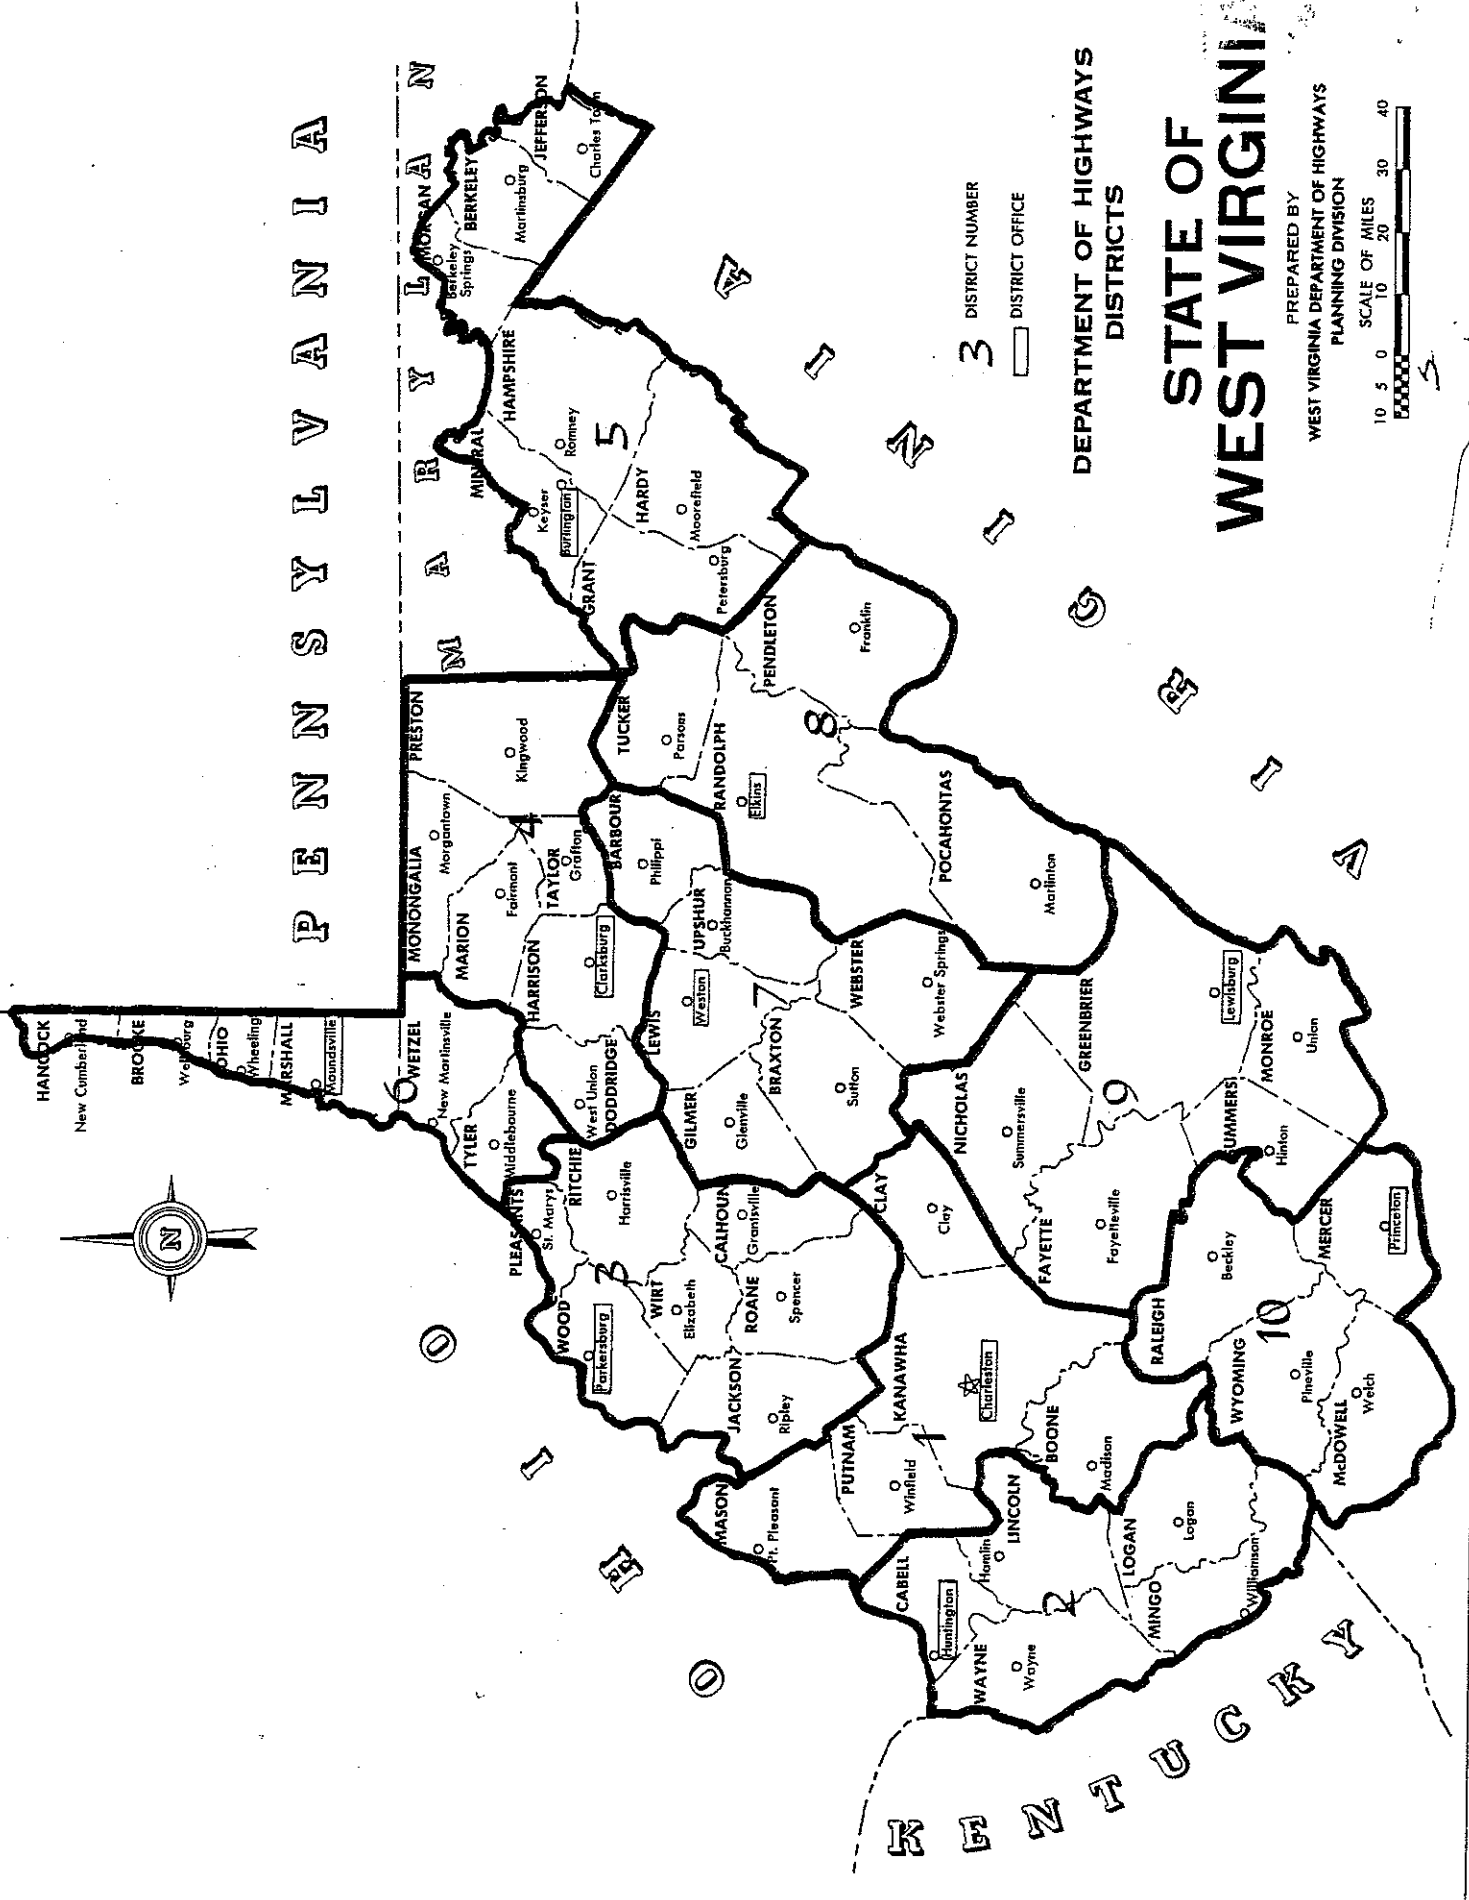 PENNSYLVANIA
MARYLAN
OHIO
KENTUCKY
VIRGINIA
N
HANCOCK
New Cumberland
BROOKE
Wellsburg
OHIO
Wheeling
MARSHALL
Moundsville
6
WETZEL
New Martinsville
TYLER
Middlebourne
PLEASANTS
St. Marys
RITCHIE
Harrisville
WOOD
Parkersburg
3
WIRT
Elizabeth
CALHOUN
Grantsville
ROANE
Spencer
JACKSON
Ripley
MONONGALIA
Morgantown
PRESTON
Kingwood
MARION
Fairmont
4
TAYLOR
Grafton
HARRISON
Clarksburg
DODDRIDGE
West Union
BARBOUR
Philippi
LEWIS
Weston
UPSHUR
Buckhannon
GILMER
Glenville
BRAXTON
Sutton
7
WEBSTER
Webster Springs
TUCKER
Parsons
RANDOLPH
Elkins
8
PENDLETON
Franklin
POCAHONTAS
Marlinton
MORGAN
Berkeley
Springs
BERKELEY
Martinsburg
JEFFERSON
Charles Town
HAMPSHIRE
Romney
MINERAL
Keyser
Burlington
5
GRANT
Petersburg
HARDY
Moorefield
MASON
Pt. Pleasant
PUTNAM
Winfield
1
KANAWHA
Charleston
CLAY
Clay
BOONE
Madison
CABELL
Huntington
WAYNE
Wayne
2
LINCOLN
Hamlin
LOGAN
Logan
MINGO
Williamson
NICHOLAS
Summersville
FAYETTE
Fayetteville
9
GREENBRIER
Lewisburg
MONROE
Union
SUMMERS
Hinton
RALEIGH
Beckley
10
WYOMING
Pineville
McDOWELL
Welch
MERCER
Princeton
3 DISTRICT NUMBER
DISTRICT OFFICE
DEPARTMENT OF HIGHWAYS
DISTRICTS
STATE OF
WEST VIRGINIA
PREPARED BY
WEST VIRGINIA DEPARTMENT OF HIGHWAYS
PLANNING DIVISION
SCALE OF MILES
10 5 0 10 20 30 40